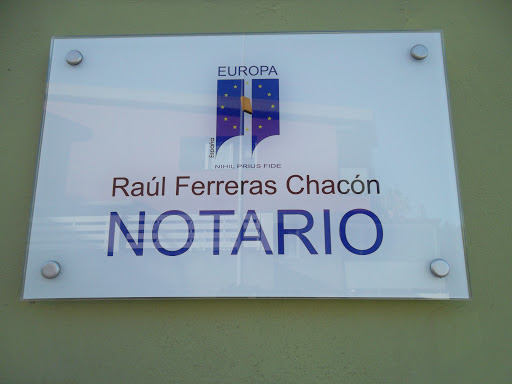 EUROPA
España
NIHIL PRIUS FIDE
Raúl Ferreras Chacón
NOTARIO